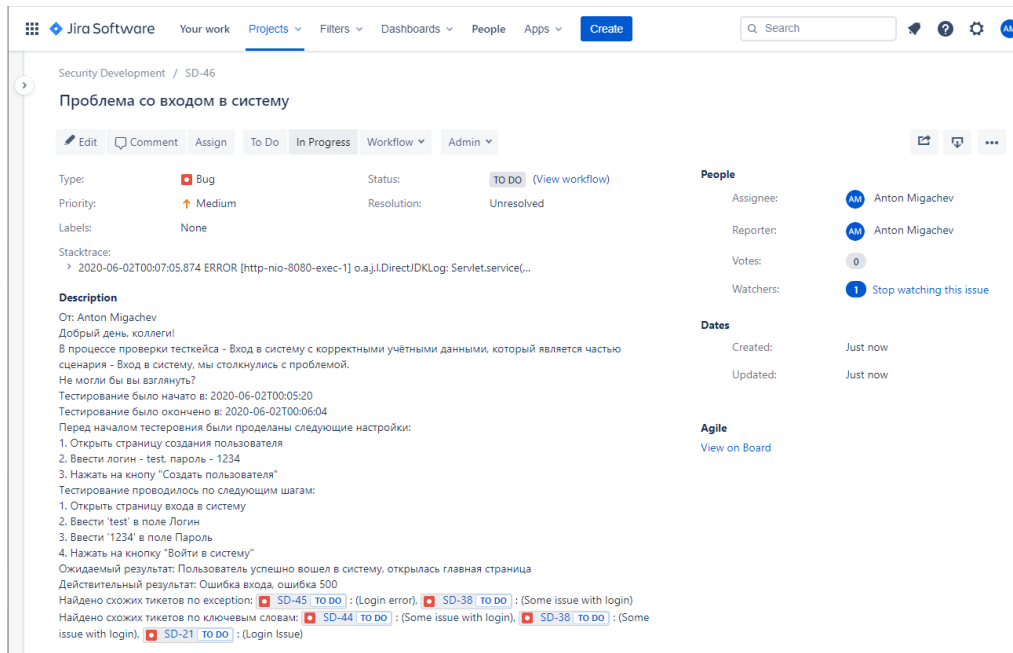 Jira Software Your work Projects Filters Dashboards People Apps Create Search AM
Security Development / SD-46
Проблема со входом в систему
Edit Comment Assign To Do In Progress Workflow Admin
Type: Bug Status: TO DO (View workflow)
Priority: Medium Resolution: Unresolved
Labels: None
Stacktrace:
2020-06-02T00:07:05,874 ERROR [http-nio-8080-exec-1] o.a.j.l.DirectJDKLog: Servlet.service(...
Description
От: Anton Migachev
Добрый день, коллеги!
В процессе проверки тесткейса - Вход в систему с корректными учётными данными, который является частью
сценария - Вход в систему, мы столкнулись с проблемой.
Не могли бы вы взглянуть?
Тестирование было начато в: 2020-06-02T00:05:20
Тестирование было окончено в: 2020-06-02T00:06:04
Перед началом тестеровния были проделаны следующие настройки:
1. Открыть страницу создания пользователя
2. Ввести логин - test, пароль - 1234
3. Нажать на кнопу "Создать пользователя"
Тестирование проводилось по следующим шагам:
1. Открыть страницу входа в систему
2. Ввести 'test' в поле Логин
3. Ввести '1234' в поле Пароль
4. Нажать на кнопку "Войти в систему"
Ожидаемый результат: Пользователь успешно вошел в систему, открылась главная страница
Действительный результат: Ошибка входа, ошибка 500
Найдено схожих тикетов по exception: SD-45 TO DO : (Login error), SD-38 TO DO : (Some issue with login)
Найдено схожих тикетов по ключевым словам: SD-44 TO DO : (Some issue with login), SD-38 TO DO : (Some
issue with login), SD-21 TO DO : (Login Issue)
People
Assignee: AM Anton Migachev
Reporter: AM Anton Migachev
Votes: 0
Watchers: 1 Stop watching this issue
Dates
Created: Just now
Updated: Just now
Agile
View on Board